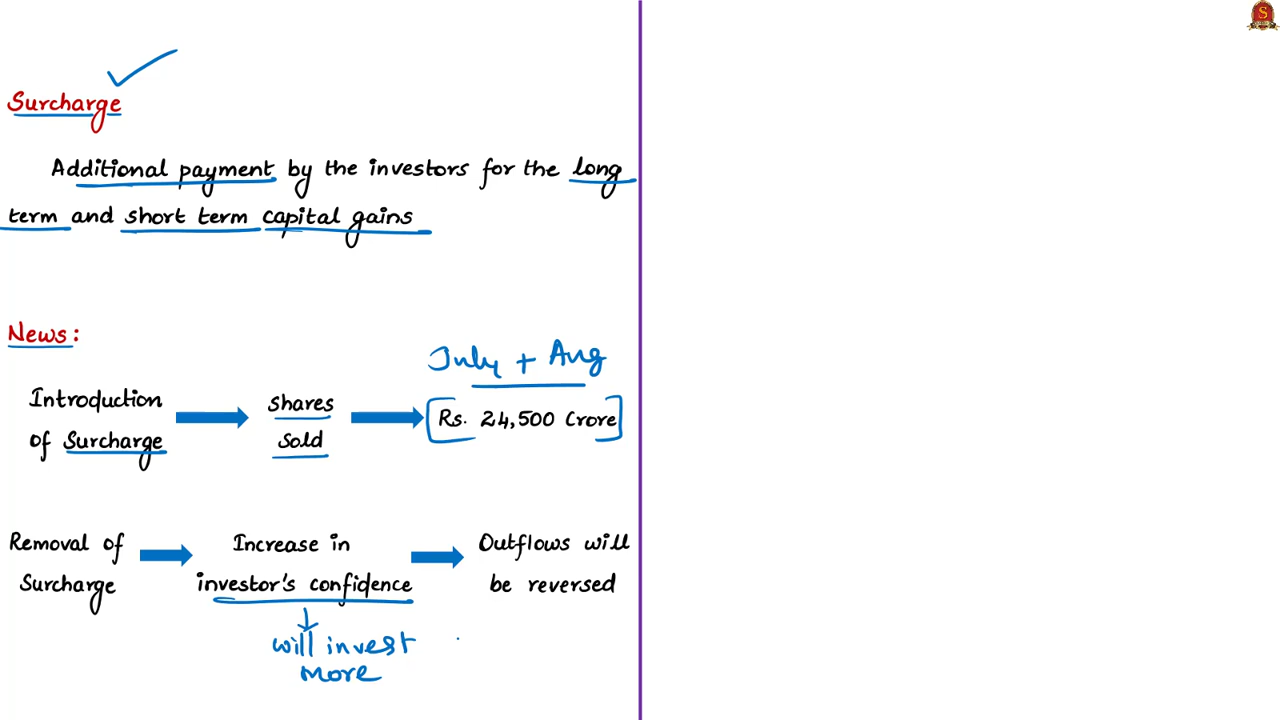 Surcharge
Additional payment by the investors for the long
term and short term capital gains
News:
July + Aug
Introduction
of Surcharge
shares
sold
Rs. 24,500 Crore
Removal of
Surcharge
Increase in
investor's confidence
Outflows will
be reversed
will invest
more
S